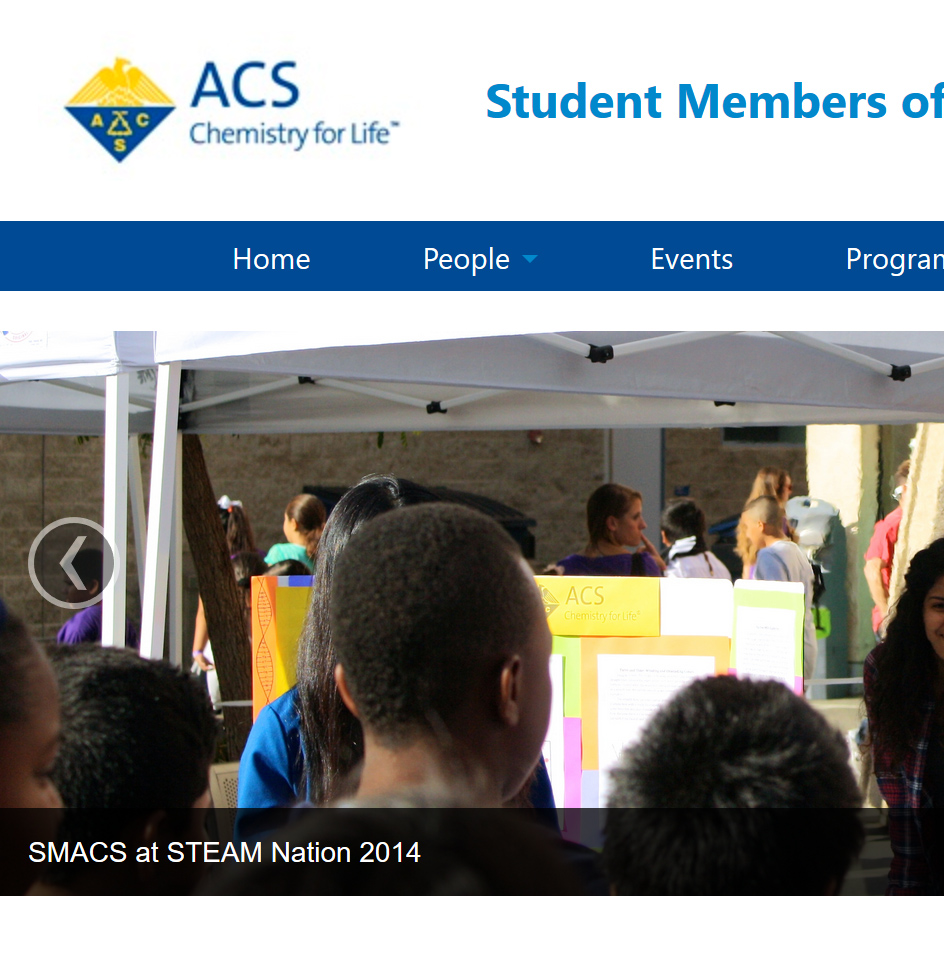 ACS
Chemistry for Life™
A C S
Student Members of
Home
People
Events
Program
ACS
Chemistry for Life
SMACS at STEAM Nation 2014